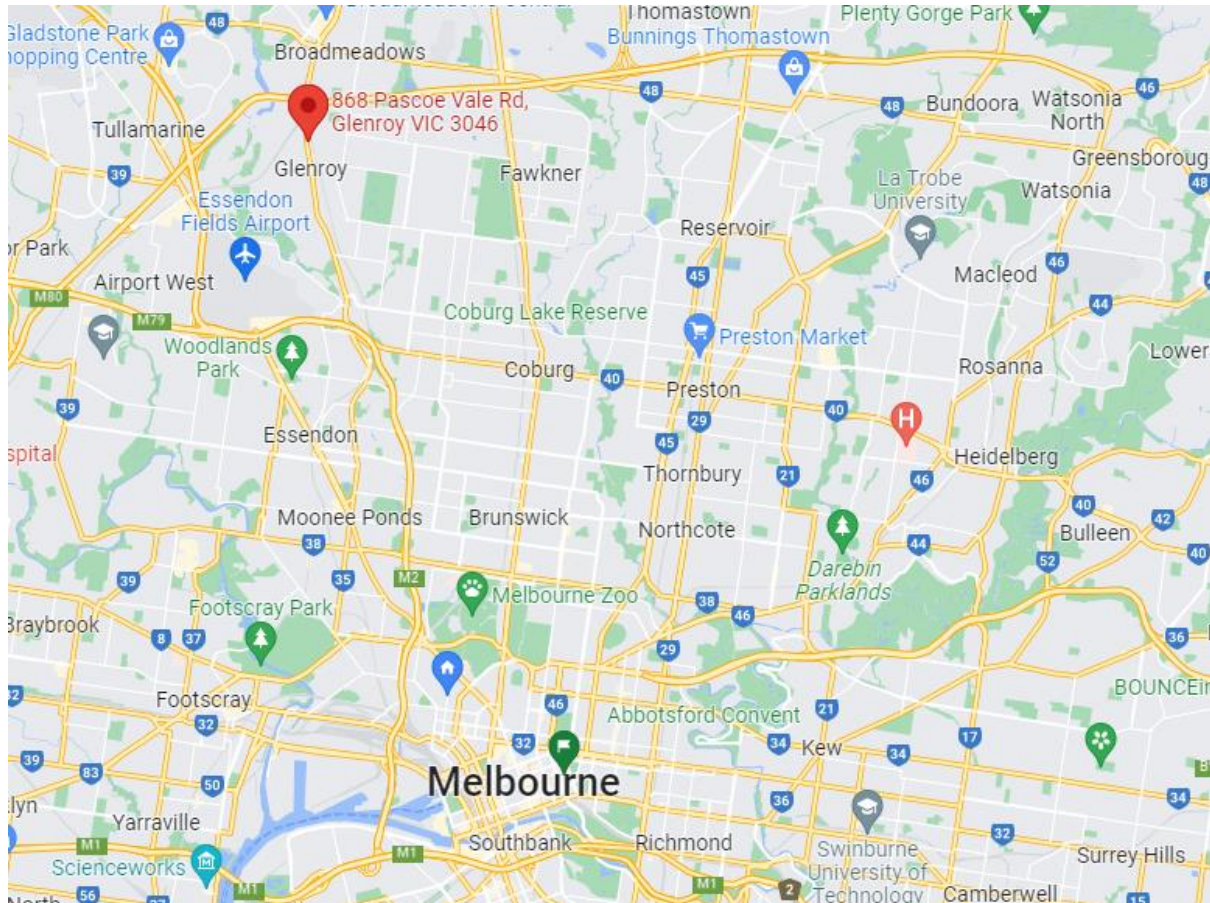 Thomastown
Plenty Gorge Park
48
Gladstone Park
Shopping Centre
Broadmeadows
Bunnings Thomastown
48
48
46
868 Pascoe Vale Rd,
Glenroy VIC 3046
Bundoora
Watsonia
North
Tullamarine
Glenroy
Fawkner
Greensboroug
39
La Trobe
University
Watsonia
48
Essendon
Fields Airport
Reservoir
or Park
46
Macleod
Airport West
45
M80
44
M79
Coburg Lake Reserve
Preston Market
Woodlands
Park
Lower
Coburg
40
Preston
Rosanna
39
40
H
29
Essendon
45
spital
Heidelberg
Thornbury
21
46
40
Moonee Ponds
Brunswick
Northcote
42
Bulleen
38
44
40
39
35
M2
52
Darebin
Parklands
Melbourne Zoo
38
46
Footscray Park
Braybrook
8
37
36
29
BOUNCEin
Footscray
32
46
Abbotsford Convent
21
32
17
34
Kew
34
39
83
50
Melbourne
36
34
Yarraville
Southbank
Richmond
32
M1
M1
Swinburne
University of
Technology
Surrey Hills
Scienceworks
M1
M1
2
56
Camberwell
15